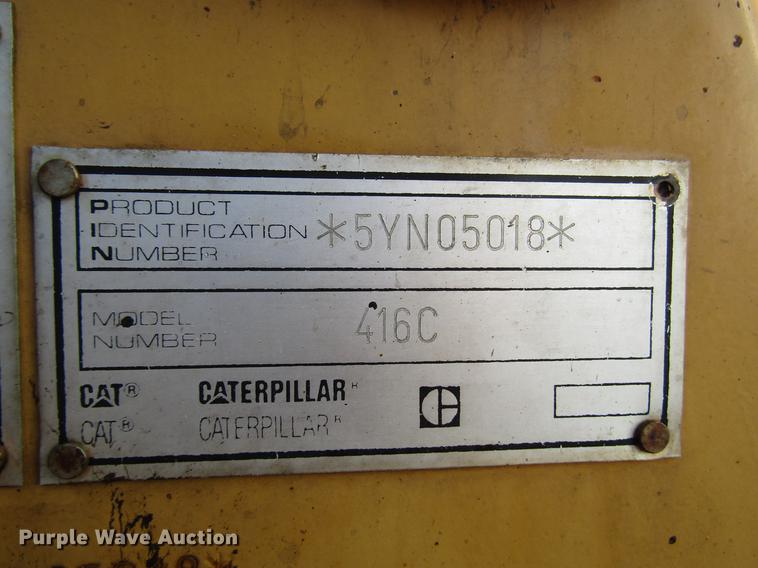 PRODUCT
IDENTIFICATION *5YN05018*
NUMBER
MODEL
NUMBER 416C
CAT® CATERPILLAR®
CAT® CATERPILLAR®
Purple Wave Auction